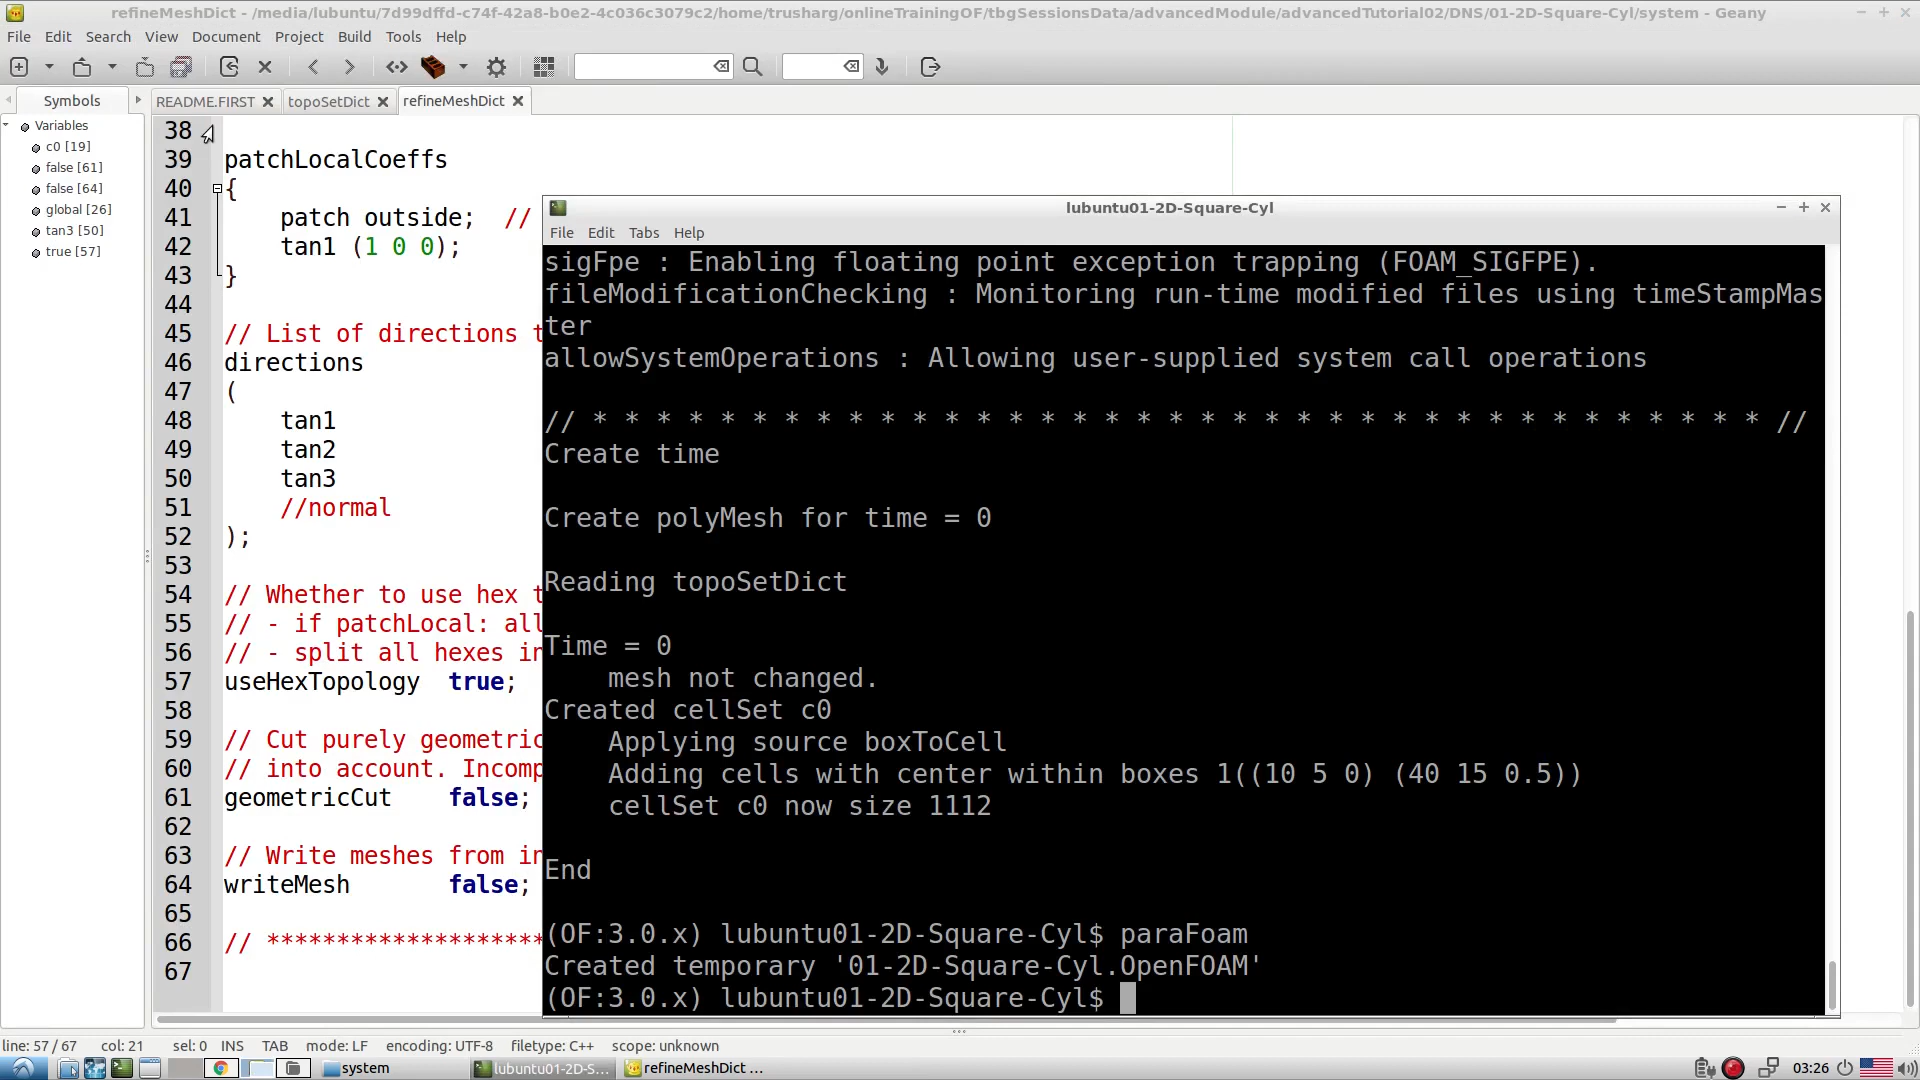 refineMeshDict - /media/lubuntu/7d99dffd-c74f-42a8-b0e2-4c036c3079c2/home/trusharg/onlineTrainingOF/tbgSessionsData/advancedModule/advancedTutorial02/DNS/01-2D-Square-Cyl/system - Geany
File Edit Search View Document Project Build Tools Help
Symbols
README.FIRST
topoSetDict
refineMeshDict
Variables
c0 [19]
false [61]
false [64]
global [26]
tan3 [50]
true [57]
38
39 patchLocalCoeffs
40 {
41 patch outside; //
42 tan1 (1 0 0);
43 }
44
45 // List of directions t
46 directions
47 (
48 tan1
49 tan2
50 tan3
51 //normal
52 );
53
54 // Whether to use hex t
55 // - if patchLocal: all
56 // - split all hexes in
57 useHexTopology true;
58
59 // Cut purely geometric
60 // into account. Incomp
61 geometricCut false;
62
63 // Write meshes from in
64 writeMesh false;
65
66 // ********************
67
lubuntu01-2D-Square-Cyl
File Edit Tabs Help
sigFpe : Enabling floating point exception trapping (FOAM_SIGFPE).
fileModificationChecking : Monitoring run-time modified files using timeStampMas
ter
allowSystemOperations : Allowing user-supplied system call operations
// * * * * * * * * * * * * * * * * * * * * * * * * * * * * * * * * * * * * * //
Create time
Create polyMesh for time = 0
Reading topoSetDict
Time = 0
mesh not changed.
Created cellSet c0
Applying source boxToCell
Adding cells with center within boxes 1((10 5 0) (40 15 0.5))
cellSet c0 now size 1112
End
(OF:3.0.x) lubuntu01-2D-Square-Cyl$ paraFoam
Created temporary '01-2D-Square-Cyl.OpenFOAM'
(OF:3.0.x) lubuntu01-2D-Square-Cyl$
line: 57 / 67 col: 21 sel: 0 INS TAB mode: LF encoding: UTF-8 filetype: C++ scope: unknown
system
lubuntu01-2D-S...
refineMeshDict ...
03:26